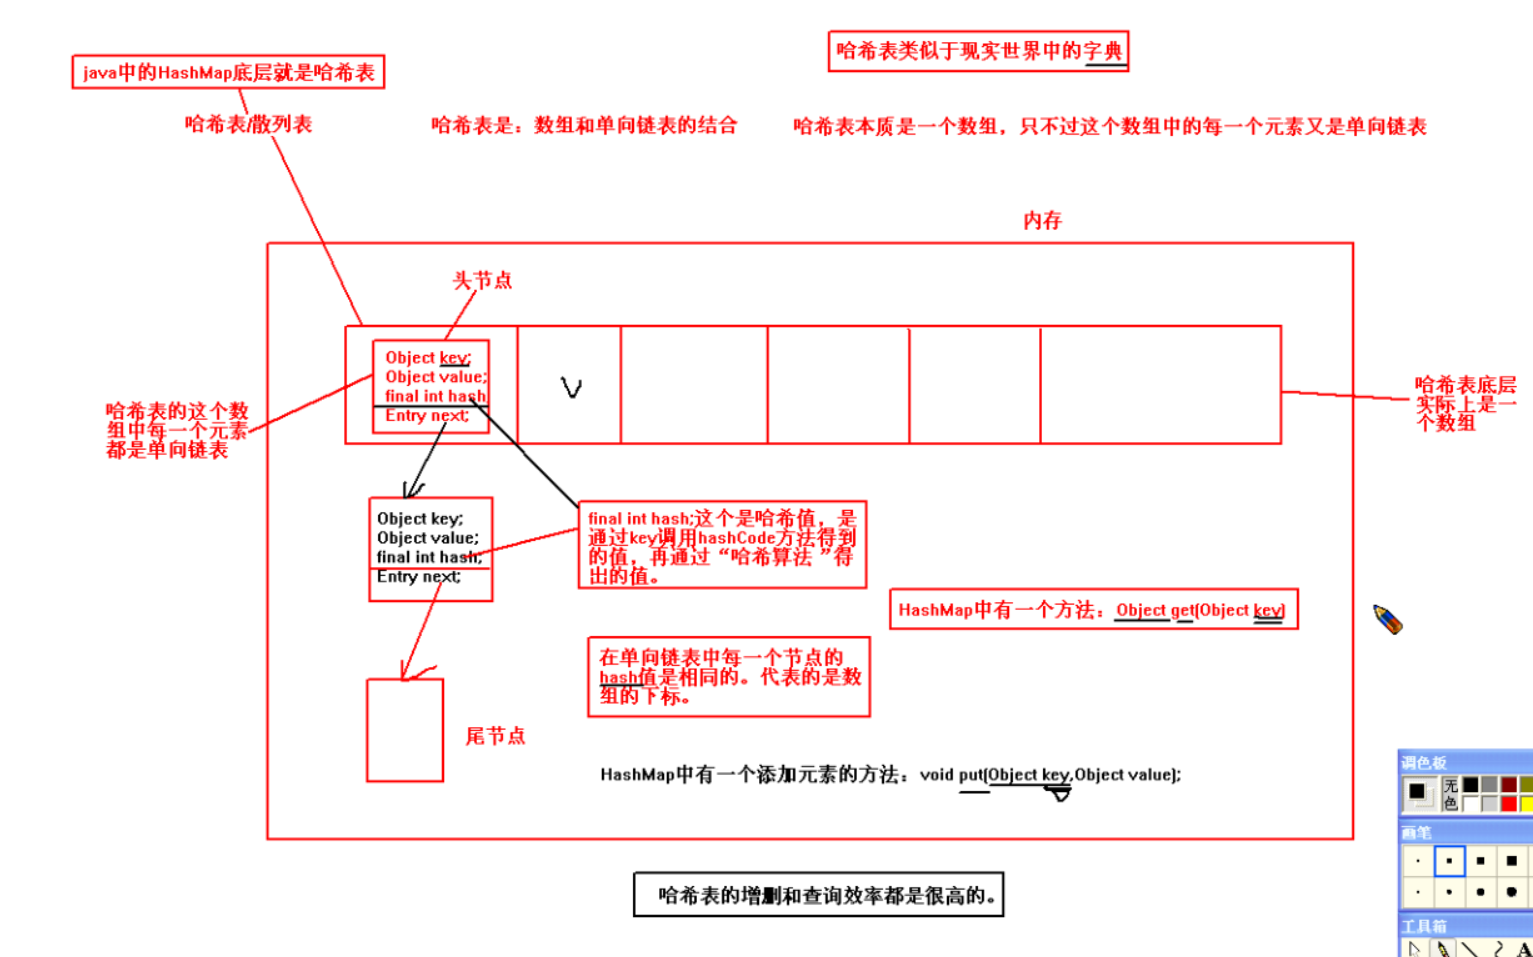 哈希表类似于现实世界中的字典
java中的HashMap底层就是哈希表
哈希表/散列表
哈希表是：数组和单向链表的结合
哈希表本质是一个数组，只不过这个数组中的每一个元素又是单向链表
内存
头节点
Object key;
Object value;
final int hash
Entry next;
V
哈希表的这个数
组中每一个元素
都是单向链表
哈希表底层
实际上是一
个数组
Object key;
Object value;
final int hash;
Entry next;
final int hash;这个是哈希值，是
通过key调用hashCode方法得到
的值，再通过“哈希算法 ”得
出的值。
HashMap中有一个方法：Object get(Object key)
在单向链表中每一个节点的
hash值是相同的。代表的是数
组的下标。
尾节点
HashMap中有一个添加元素的方法：void put(Object key,Object value);
哈希表的增删和查询效率都是很高的。
调色板
无
色
画笔
工具箱
A